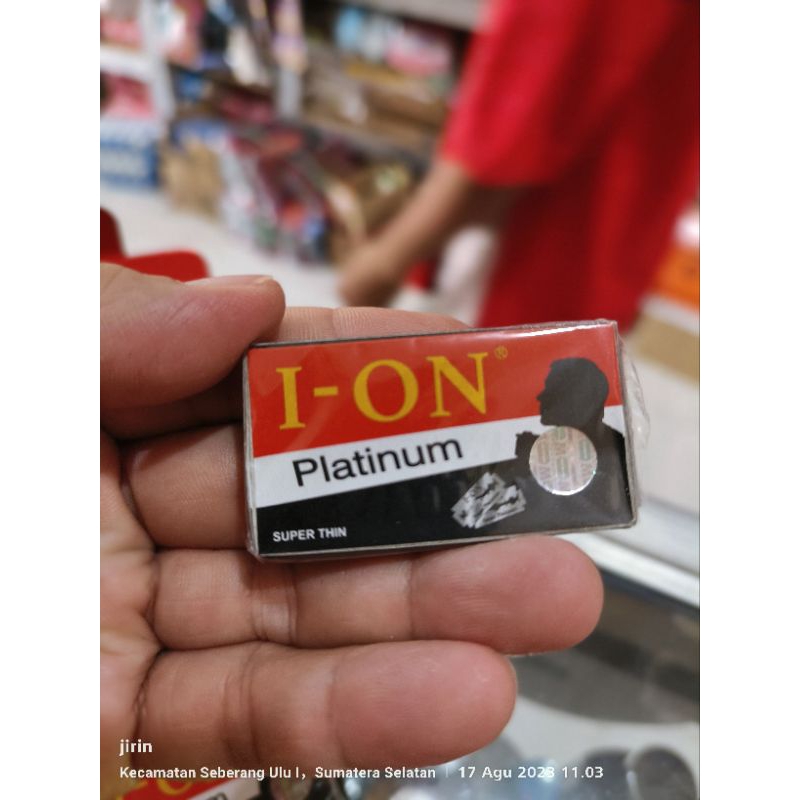 I-ON®
Platinum
SUPER THIN
jirin
Kecamatan Seberang Ulu I, Sumatera Selatan | 17 Agu 2023 11.03